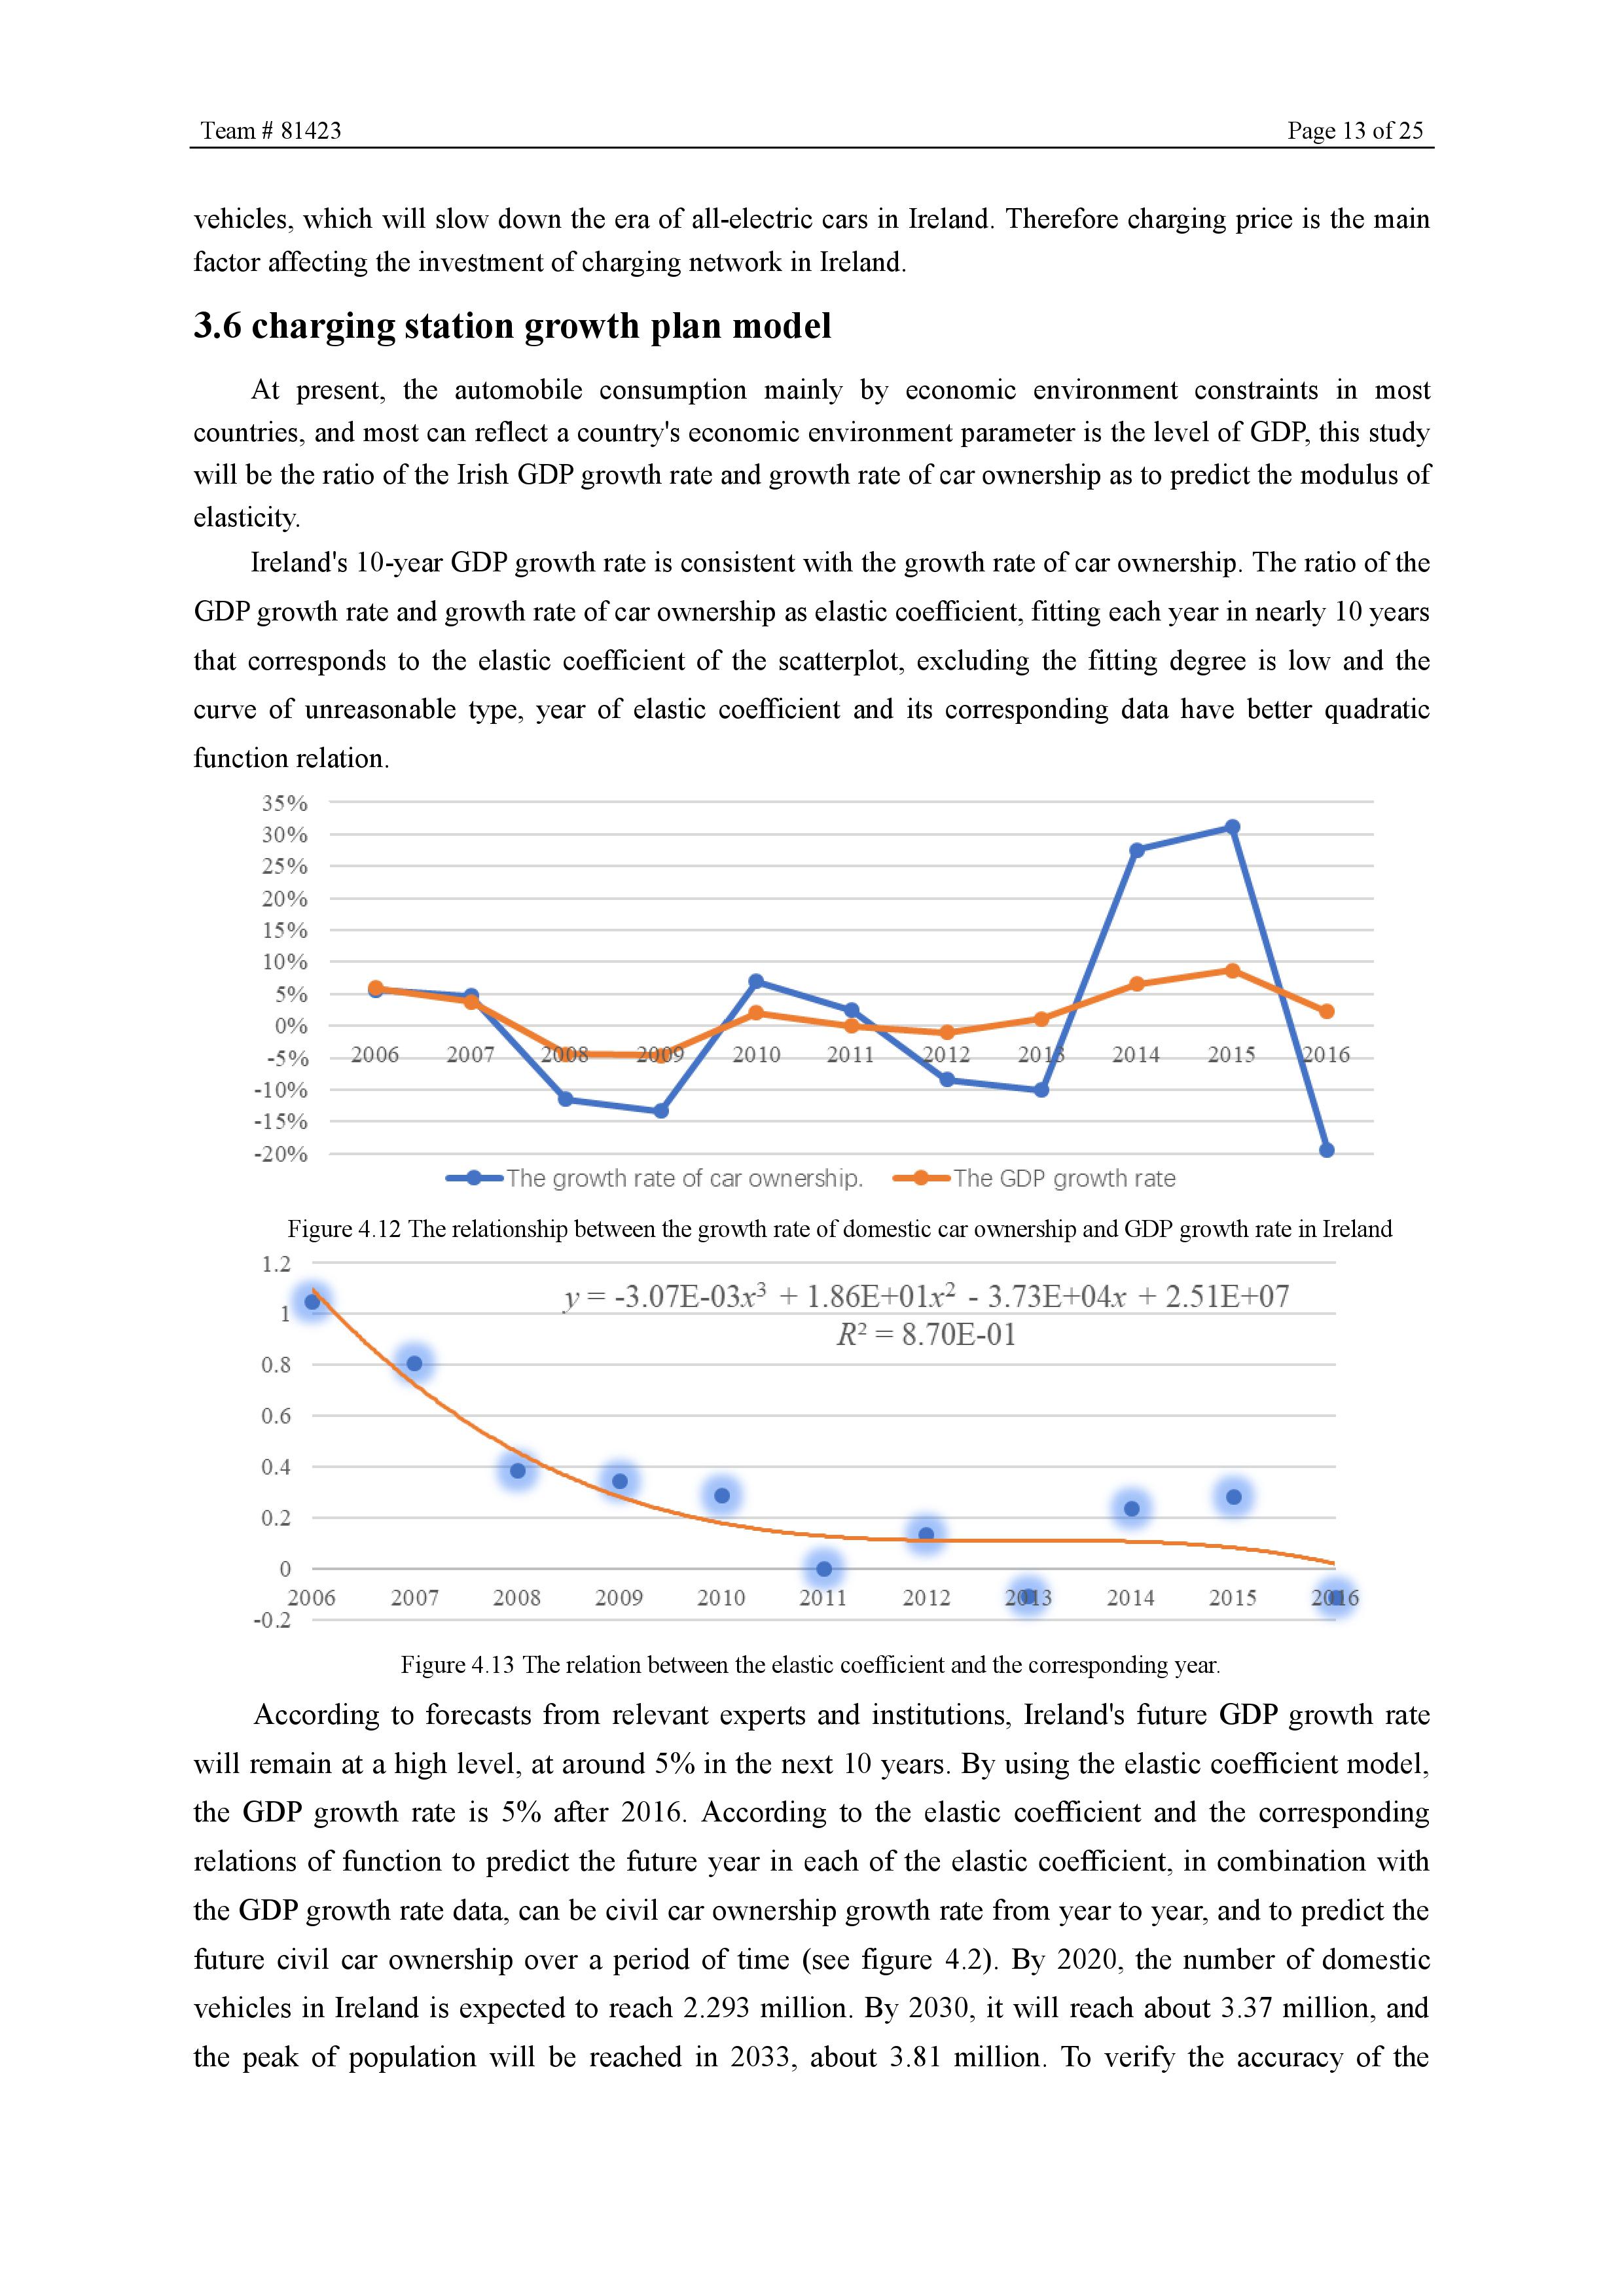 Team # 81423 Page 13 of 25
vehicles, which will slow down the era of all-electric cars in Ireland. Therefore charging price is the main
factor affecting the investment of charging network in Ireland.
3.6 charging station growth plan model
At present, the automobile consumption mainly by economic environment constraints in most
countries, and most can reflect a country's economic environment parameter is the level of GDP, this study
will be the ratio of the Irish GDP growth rate and growth rate of car ownership as to predict the modulus of
elasticity.
Ireland's 10-year GDP growth rate is consistent with the growth rate of car ownership. The ratio of the
GDP growth rate and growth rate of car ownership as elastic coefficient, fitting each year in nearly 10 years
that corresponds to the elastic coefficient of the scatterplot, excluding the fitting degree is low and the
curve of unreasonable type, year of elastic coefficient and its corresponding data have better quadratic
function relation.
35%
30%
25%
20%
15%
10%
5%
0%
-5% 2006 2007 2008 2009 2010 2011 2012 2013 2014 2015 2016
-10%
-15%
-20%
The growth rate of car ownership. The GDP growth rate
Figure 4.12 The relationship between the growth rate of domestic car ownership and GDP growth rate in Ireland
1.2
y = -3.07E-03x³ + 1.86E+01x² - 3.73E+04x + 2.51E+07
1
R² = 8.70E-01
0.8
0.6
0.4
0.2
0
2006 2007 2008 2009 2010 2011 2012 2013 2014 2015 2016
-0.2
Figure 4.13 The relation between the elastic coefficient and the corresponding year.
According to forecasts from relevant experts and institutions, Ireland's future GDP growth rate
will remain at a high level, at around 5% in the next 10 years. By using the elastic coefficient model,
the GDP growth rate is 5% after 2016. According to the elastic coefficient and the corresponding
relations of function to predict the future year in each of the elastic coefficient, in combination with
the GDP growth rate data, can be civil car ownership growth rate from year to year, and to predict the
future civil car ownership over a period of time (see figure 4.2). By 2020, the number of domestic
vehicles in Ireland is expected to reach 2.293 million. By 2030, it will reach about 3.37 million, and
the peak of population will be reached in 2033, about 3.81 million. To verify the accuracy of the